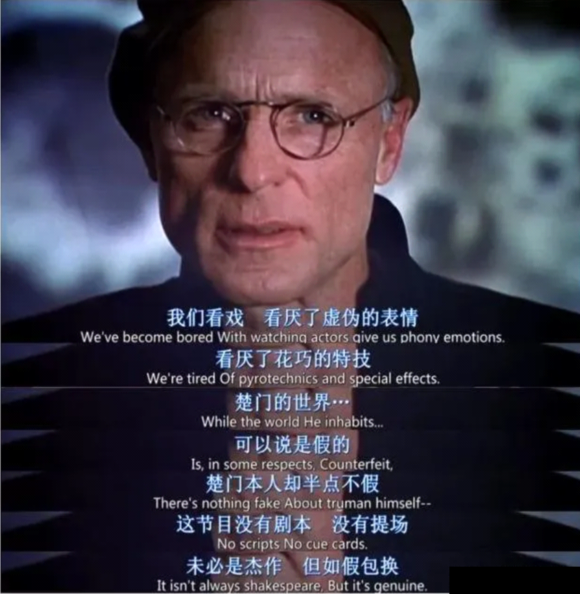 我们看戏 看厌了虚伪的表情
We've become bored With watching actors give us phony emotions.
看厌了花巧的特技
We're tired Of pyrotechnics and special effects.
楚门的世界…
While the world He inhabits...
可以说是假的
Is, in some respects, Counterfeit,
楚门本人却半点不假
There's nothing fake About truman himself--
这节目没有剧本 没有提场
No scripts No cue cards.
未必是杰作 但如假包换
It isn't always shakespeare, But it's genuine.